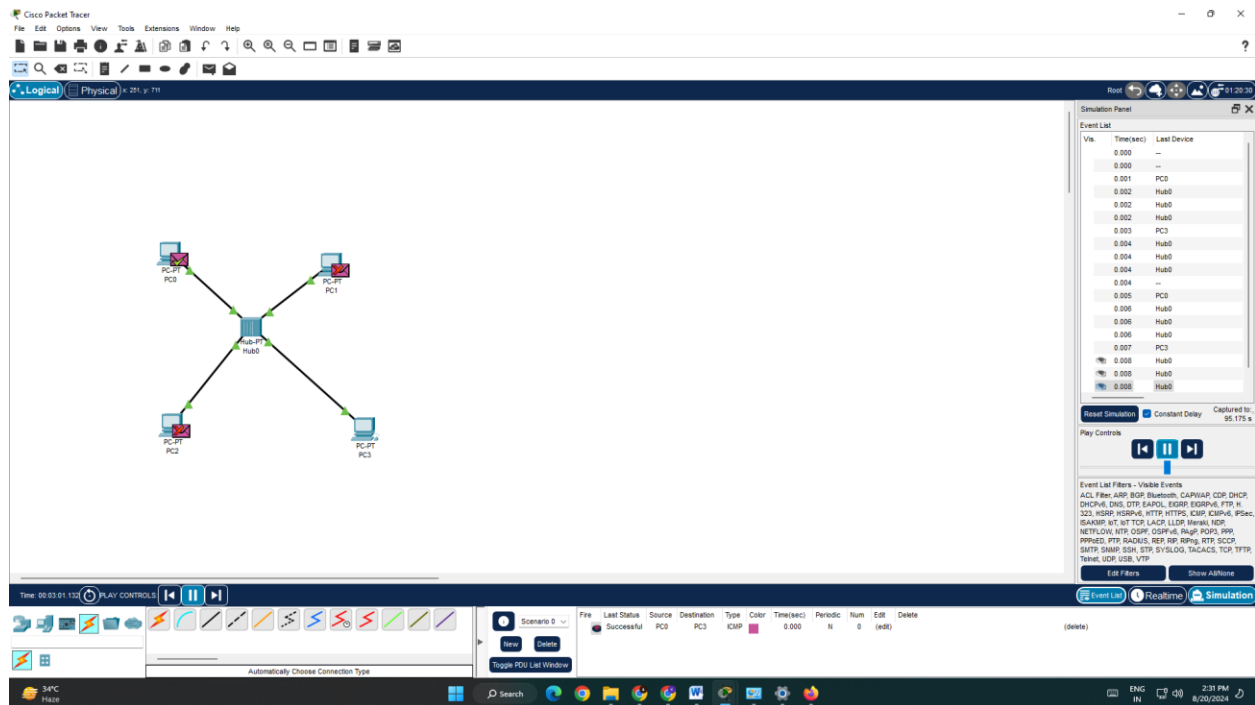 Cisco Packet Tracer
File Edit Options View Tools Extensions Window Help
?
Logical Physical x: 251, y: 711 Root 01:20:30
Simulation Panel
Event List
Vis. Time(sec) Last Device
0.000 --
0.000 --
0.001 PC0
0.002 Hub0
0.002 Hub0
0.002 Hub0
0.003 PC3
0.004 Hub0
0.004 Hub0
0.004 Hub0
0.004 --
0.005 PC0
0.006 Hub0
0.006 Hub0
0.006 Hub0
0.007 PC3
0.008 Hub0
0.008 Hub0
0.008 Hub0
Reset Simulation Constant Delay Captured to:
95.175 s
Play Controls
Event List Filters - Visible Events
ACL Filter, ARP, BGP, Bluetooth, CAPWAP, CDP, DHCP,
DHCPv6, DNS, DTP, EAPOL, EIGRP, EIGRPv6, FTP, H.
323, HSRP, HSRPv6, HTTP, HTTPS, ICMP, ICMPv6, IPSec,
ISAKMP, IoT, IoT TCP, LACP, LLDP, Meraki, NDP,
NETFLOW, NTP, OSPF, OSPFv6, PAgP, POP3, PPP,
PPPoED, PTP, RADIUS, REP, RIP, RIPng, RTP, SCCP,
SMTP, SNMP, SSH, STP, SYSLOG, TACACS, TCP, TFTP,
Telnet, UDP, USB, VTP
Edit Filters Show All/None
PC-PT
PC0
PC-PT
PC1
Hub-PT
Hub0
PC-PT
PC2
PC-PT
PC3
Time: 00:03:01.132 PLAY CONTROLS: Event List Realtime Simulation
Automatically Choose Connection Type
Scenario 0
New Delete
Toggle PDU List Window
Fire Last Status Source Destination Type Color Time(sec) Periodic Num Edit Delete
Successful PC0 PC3 ICMP 0.000 N 0 (edit) (delete)
34°C
Haze
Search
ENG
IN
2:31 PM
8/20/2024